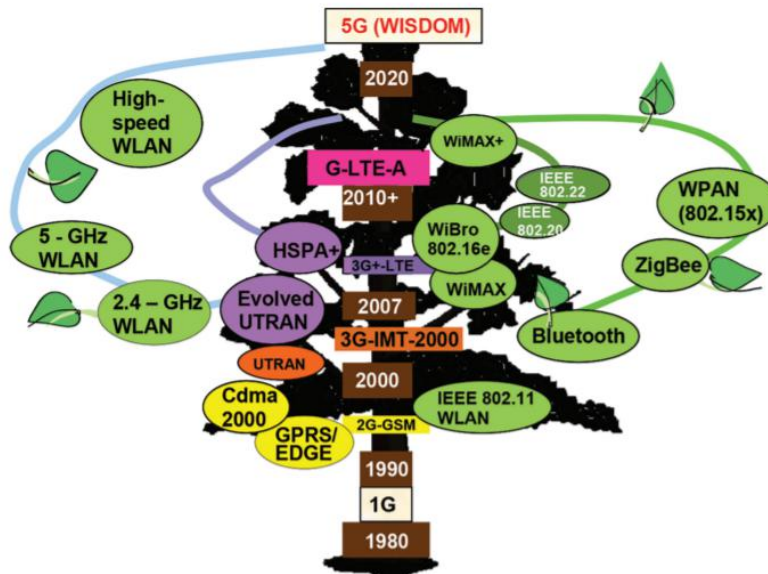 5G (WISDOM)
2020
High-
speed
WLAN
WiMAX+
G-LTE-A
IEEE
802.22
2010+
WPAN
(802.15x)
IEEE
802.20
WiBro
802.16e
HSPA+
5 - GHz
WLAN
3G+-LTE
ZigBee
WiMAX
2.4 – GHz
WLAN
Evolved
UTRAN
2007
Bluetooth
3G-IMT-2000
UTRAN
2000
Cdma
2000
IEEE 802.11
WLAN
2G-GSM
GPRS/
EDGE
1990
1G
1980